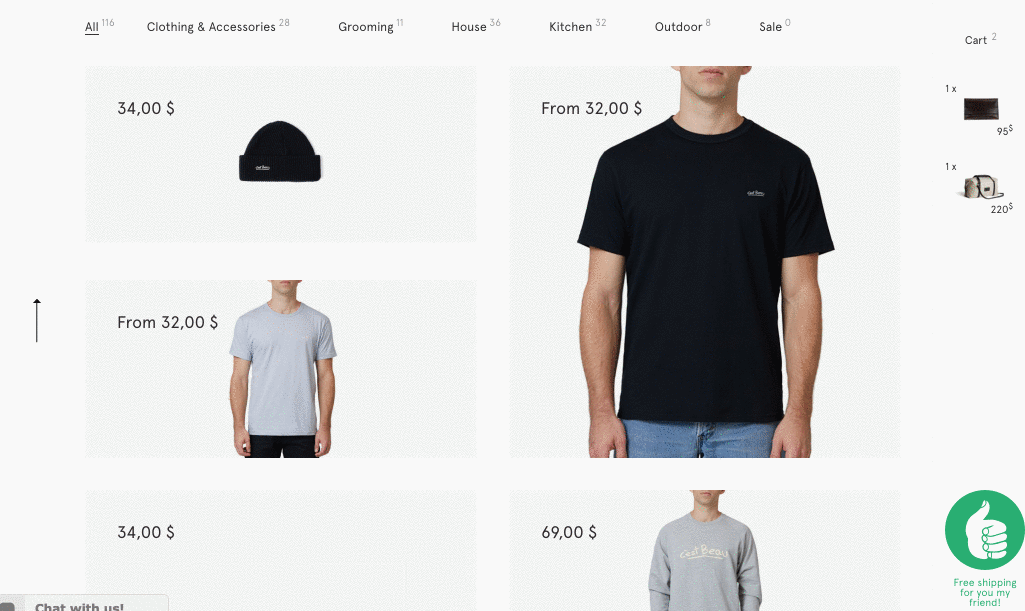 All 116
Clothing & Accessories 28
Grooming 11
House 36
Kitchen 32
Outdoor 8
Sale 0
Cart 2
34,00 $
From 32,00 $
1 x
95$
1 x
220$
From 32,00 $
34,00 $
69,00 $
Free shipping
for you my
friend!
Chat with us!